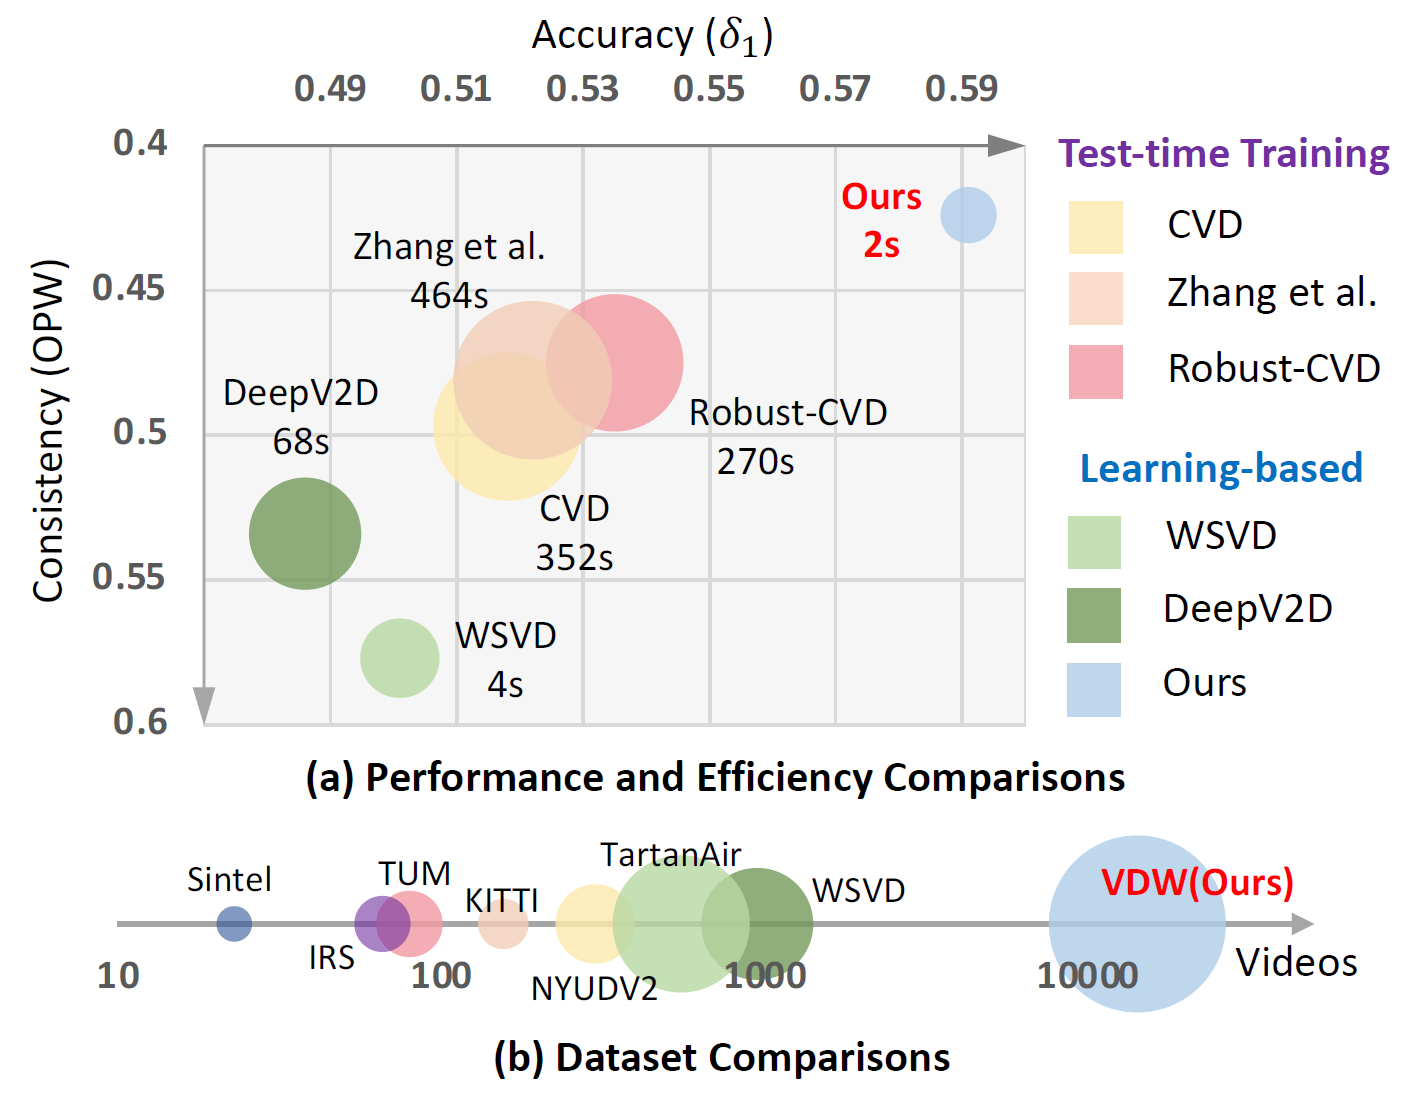 Accuracy (δ₁)
0.49 0.51 0.53 0.55 0.57 0.59
0.4
0.45
0.5
0.55
0.6
Consistency (OPW)
Ours
2s
Zhang et al.
464s
DeepV2D
68s
Robust-CVD
270s
CVD
352s
WSVD
4s
Test-time Training
CVD
Zhang et al.
Robust-CVD
Learning-based
WSVD
DeepV2D
Ours
(a) Performance and Efficiency Comparisons
Sintel
TUM
IRS
KITTI
NYUDV2
TartanAir
WSVD
VDW(Ours)
10 100 1000 10000
Videos
(b) Dataset Comparisons